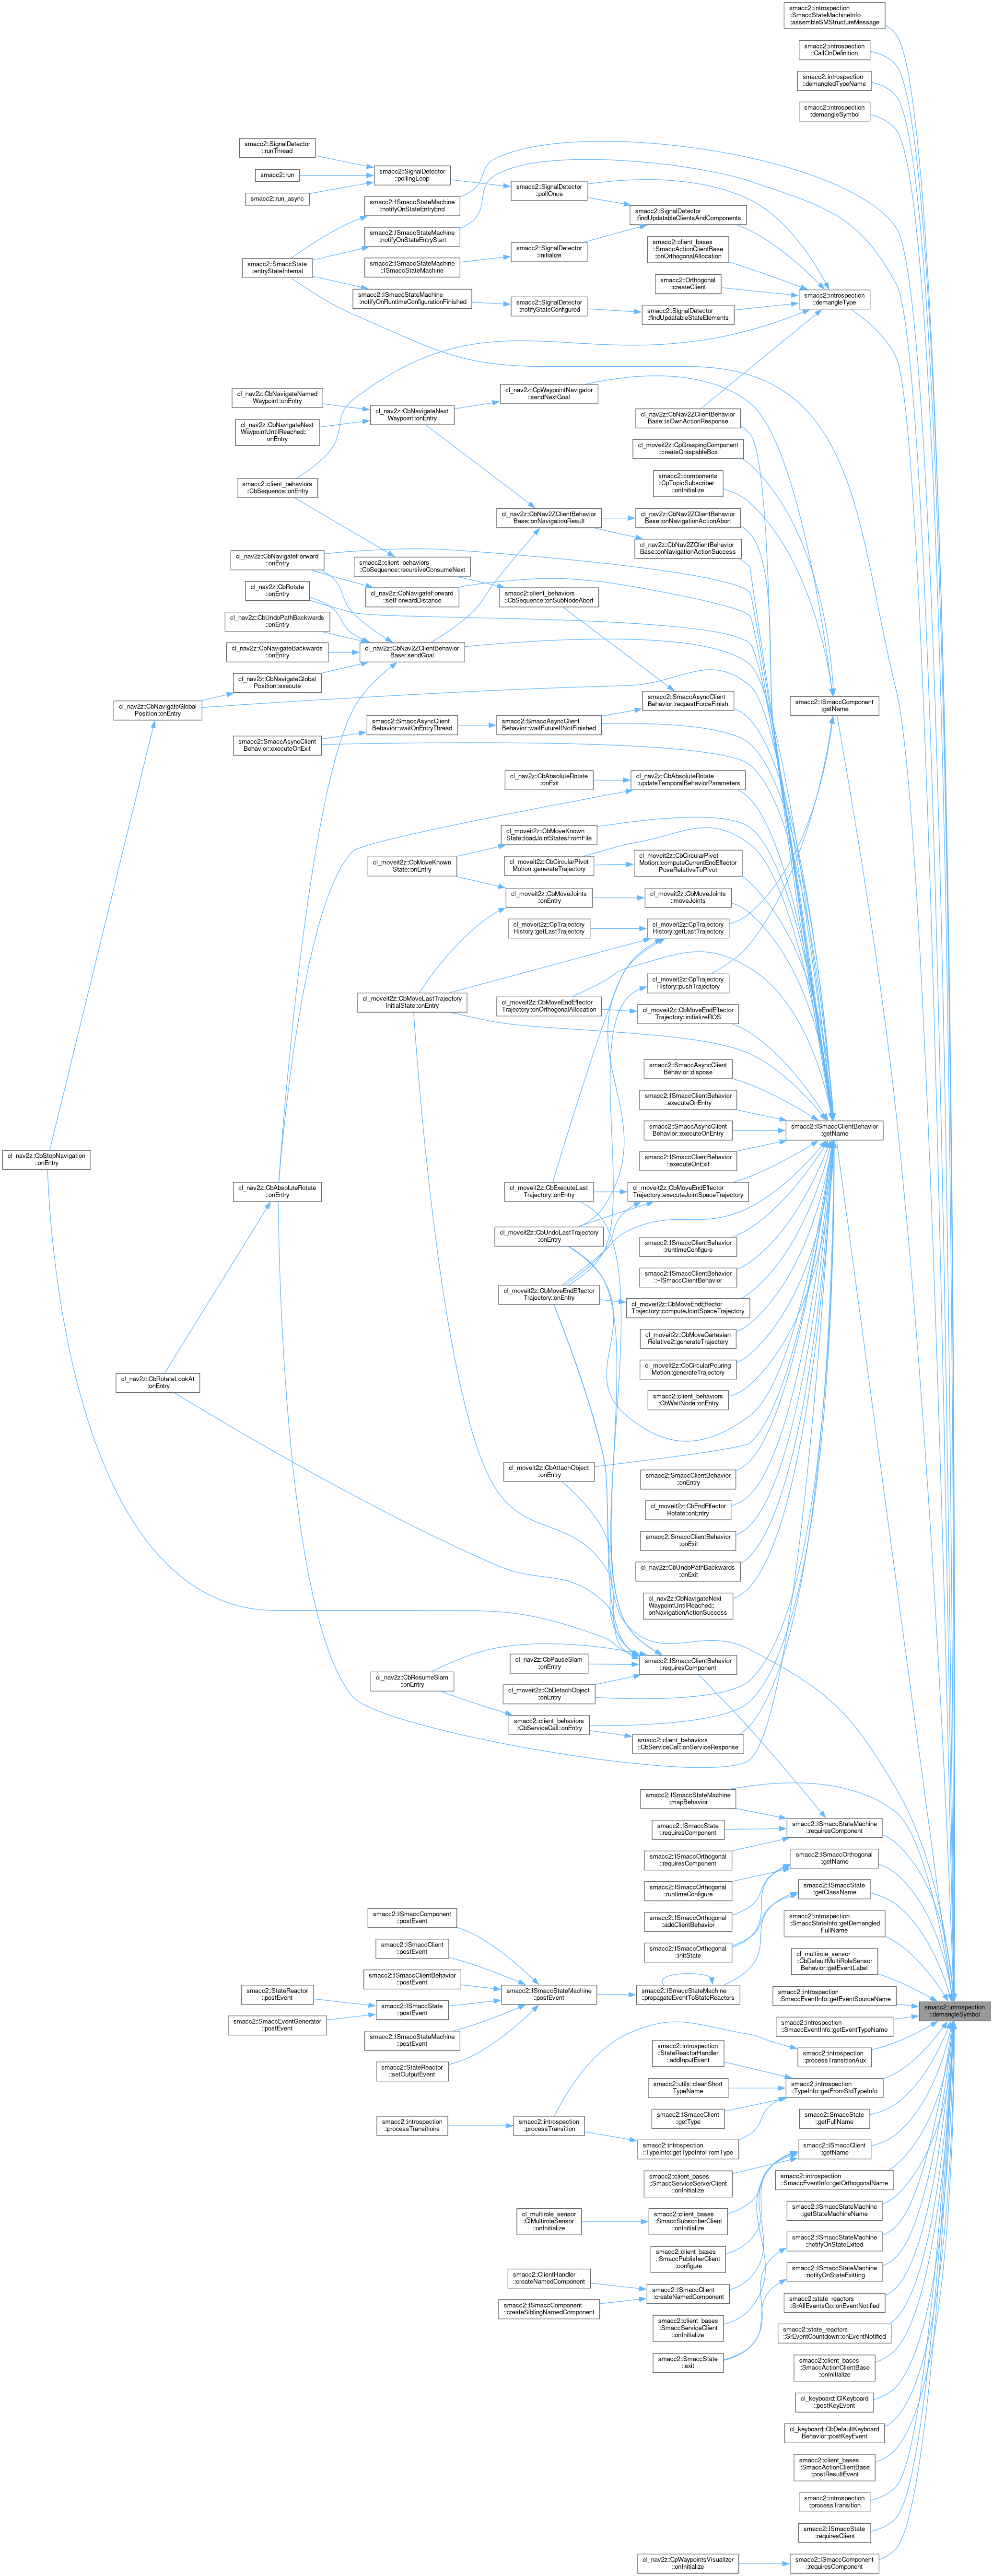 smacc2::introspection
::SmaccStateMachineInfo
::assembleSMStructureMessage
smacc2::introspection
::CallOnDefinition
smacc2::introspection
::demangledTypeName
smacc2::introspection
::demangleSymbol
smacc2::SignalDetector
::runThread
smacc2::run
smacc2::run_async
smacc2::SignalDetector
::pollingLoop
smacc2::SignalDetector
::pollOnce
smacc2::ISmaccStateMachine
::notifyOnStateEntryEnd
smacc2::SignalDetector
::findUpdatableClientsAndComponents
smacc2::ISmaccStateMachine
::notifyOnStateEntryStart
smacc2::SignalDetector
::initialize
smacc2::client_bases
::SmaccActionClientBase
::onOrthogonalAllocation
smacc2::SmaccState
::entryStateInternal
smacc2::ISmaccStateMachine
::ISmaccStateMachine
smacc2::Orthogonal
::createClient
smacc2::ISmaccStateMachine
::notifyOnRuntimeConfigurationFinished
smacc2::SignalDetector
::notifyStateConfigured
smacc2::SignalDetector
::findUpdatableStateElements
smacc2::introspection
::demangleType
cl_nav2z::CbNavigateNamed
Waypoint::onEntry
cl_nav2z::CbNavigateNext
WaypointUntilReached::
onEntry
cl_nav2z::CbNavigateNext
Waypoint::onEntry
cl_nav2z::CpWaypointNavigator
::sendNextGoal
cl_nav2z::CbNav2ZClientBehavior
Base::isOwnActionResponse
cl_moveit2z::CpGraspingComponent
::createGraspableBox
smacc2::components
::CpTopicSubscriber
::onInitialize
smacc2::client_behaviors
::CbSequence::onEntry
cl_nav2z::CbNav2ZClientBehavior
Base::onNavigationResult
cl_nav2z::CbNav2ZClientBehavior
Base::onNavigationActionAbort
cl_nav2z::CbNav2ZClientBehavior
Base::onNavigationActionSuccess
cl_nav2z::CbNavigateForward
::onEntry
smacc2::client_behaviors
::CbSequence::recursiveConsumeNext
cl_nav2z::CbRotate
::onEntry
cl_nav2z::CbNavigateForward
::setForwardDistance
smacc2::client_behaviors
::CbSequence::onSubNodeAbort
cl_nav2z::CbUndoPathBackwards
::onEntry
cl_nav2z::CbNavigateBackwards
::onEntry
cl_nav2z::CbNav2ZClientBehavior
Base::sendGoal
cl_nav2z::CbNavigateGlobal
Position::execute
cl_nav2z::CbNavigateGlobal
Position::onEntry
smacc2::SmaccAsyncClient
Behavior::requestForceFinish
smacc2::ISmaccComponent
::getName
smacc2::SmaccAsyncClient
Behavior::waitOnEntryThread
smacc2::SmaccAsyncClient
Behavior::waitFutureIfNotFinished
smacc2::SmaccAsyncClient
Behavior::executeOnExit
cl_nav2z::CbAbsoluteRotate
::onExit
cl_nav2z::CbAbsoluteRotate
::updateTemporalBehaviorParameters
cl_moveit2z::CbMoveKnown
State::loadJointStatesFromFile
cl_moveit2z::CbMoveKnown
State::onEntry
cl_moveit2z::CbCircularPivot
Motion::generateTrajectory
cl_moveit2z::CbCircularPivot
Motion::computeCurrentEndEffector
PoseRelativeToPivot
cl_moveit2z::CbMoveJoints
::onEntry
cl_moveit2z::CbMoveJoints
::moveJoints
cl_moveit2z::CpTrajectory
History::getLastTrajectory
cl_moveit2z::CpTrajectory
History::getLastTrajectory
cl_moveit2z::CpTrajectory
History::pushTrajectory
cl_moveit2z::CbMoveLastTrajectory
InitialState::onEntry
cl_moveit2z::CbMoveEndEffector
Trajectory::onOrthogonalAllocation
cl_moveit2z::CbMoveEndEffector
Trajectory::initializeROS
smacc2::SmaccAsyncClient
Behavior::dispose
smacc2::ISmaccClientBehavior
::executeOnEntry
smacc2::SmaccAsyncClient
Behavior::executeOnEntry
smacc2::ISmaccClientBehavior
::getName
smacc2::ISmaccClientBehavior
::executeOnExit
cl_nav2z::CbStopNavigation
::onEntry
cl_nav2z::CbAbsoluteRotate
::onEntry
cl_moveit2z::CbExecuteLast
Trajectory::onEntry
cl_moveit2z::CbMoveEndEffector
Trajectory::executeJointSpaceTrajectory
cl_moveit2z::CbUndoLastTrajectory
::onEntry
smacc2::ISmaccClientBehavior
::runtimeConfigure
smacc2::ISmaccClientBehavior
::~ISmaccClientBehavior
cl_moveit2z::CbMoveEndEffector
Trajectory::onEntry
cl_moveit2z::CbMoveEndEffector
Trajectory::computeJointSpaceTrajectory
cl_moveit2z::CbMoveCartesian
Relative2::generateTrajectory
cl_moveit2z::CbCircularPouring
Motion::generateTrajectory
cl_nav2z::CbRotateLookAt
::onEntry
smacc2::client_behaviors
::CbWaitNode::onEntry
cl_moveit2z::CbAttachObject
::onEntry
smacc2::SmaccClientBehavior
::onEntry
cl_moveit2z::CbEndEffector
Rotate::onEntry
smacc2::SmaccClientBehavior
::onExit
cl_nav2z::CbUndoPathBackwards
::onExit
cl_nav2z::CbNavigateNext
WaypointUntilReached::
onNavigationActionSuccess
cl_nav2z::CbPauseSlam
::onEntry
smacc2::ISmaccClientBehavior
::requiresComponent
cl_nav2z::CbResumeSlam
::onEntry
cl_moveit2z::CbDetachObject
::onEntry
smacc2::client_behaviors
::CbServiceCall::onEntry
smacc2::client_behaviors
::CbServiceCall::onServiceResponse
smacc2::ISmaccStateMachine
::mapBehavior
smacc2::ISmaccState
::requiresComponent
smacc2::ISmaccStateMachine
::requiresComponent
smacc2::ISmaccOrthogonal
::requiresComponent
smacc2::ISmaccOrthogonal
::getName
smacc2::ISmaccOrthogonal
::runtimeConfigure
smacc2::ISmaccState
::getClassName
smacc2::ISmaccOrthogonal
::addClientBehavior
smacc2::introspection
::SmaccStateInfo::getDemangled
FullName
smacc2::ISmaccOrthogonal
::initState
cl_multirole_sensor
::CbDefaultMultiRoleSensor
Behavior::getEventLabel
smacc2::ISmaccComponent
::postEvent
smacc2::ISmaccClient
::postEvent
smacc2::ISmaccClientBehavior
::postEvent
smacc2::StateReactor
::postEvent
smacc2::ISmaccState
::postEvent
smacc2::ISmaccStateMachine
::postEvent
smacc2::ISmaccStateMachine
::propagateEventToStateReactors
smacc2::introspection
::SmaccEventInfo::getEventSourceName
smacc2::introspection
::demangleSymbol
smacc2::SmaccEventGenerator
::postEvent
smacc2::ISmaccStateMachine
::postEvent
smacc2::introspection
::SmaccEventInfo::getEventTypeName
smacc2::StateReactor
::setOutputEvent
smacc2::introspection
::StateReactorHandler
::addInputEvent
smacc2::introspection
::processTransitionAux
smacc2::utils::cleanShort
TypeName
smacc2::introspection
::TypeInfo::getFromStdTypeInfo
smacc2::ISmaccClient
::getType
smacc2::SmaccState
::getFullName
smacc2::introspection
::processTransitions
smacc2::introspection
::processTransition
smacc2::introspection
::TypeInfo::getTypeInfoFromType
smacc2::ISmaccClient
::getName
smacc2::client_bases
::SmaccServiceServerClient
::onInitialize
smacc2::introspection
::SmaccEventInfo::getOrthogonalName
cl_multirole_sensor
::ClMultiroleSensor
::onInitialize
smacc2::client_bases
::SmaccSubscriberClient
::onInitialize
smacc2::ISmaccStateMachine
::getStateMachineName
smacc2::client_bases
::SmaccPublisherClient
::configure
smacc2::ISmaccStateMachine
::notifyOnStateExited
smacc2::ClientHandler
::createNamedComponent
smacc2::ISmaccClient
::createNamedComponent
smacc2::ISmaccStateMachine
::notifyOnStateExitting
smacc2::ISmaccComponent
::createSiblingNamedComponent
smacc2::client_bases
::SmaccServiceClient
::onInitialize
smacc2::state_reactors
::SrAllEventsGo::onEventNotified
smacc2::state_reactors
::SrEventCountdown::onEventNotified
smacc2::SmaccState
::exit
smacc2::client_bases
::SmaccActionClientBase
::onInitialize
cl_keyboard::ClKeyboard
::postKeyEvent
cl_keyboard::CbDefaultKeyboard
Behavior::postKeyEvent
smacc2::client_bases
::SmaccActionClientBase
::postResultEvent
smacc2::introspection
::processTransition
smacc2::ISmaccState
::requiresClient
cl_nav2z::CpWaypointsVisualizer
::onInitialize
smacc2::ISmaccComponent
::requiresComponent